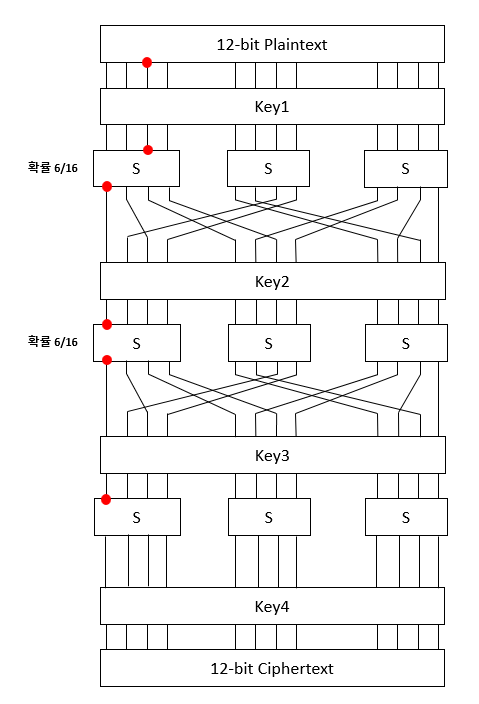 12-bit Plaintext
Key1
확률 6/16 S S S
Key2
확률 6/16 S S S
Key3
S S S
Key4
12-bit Ciphertext